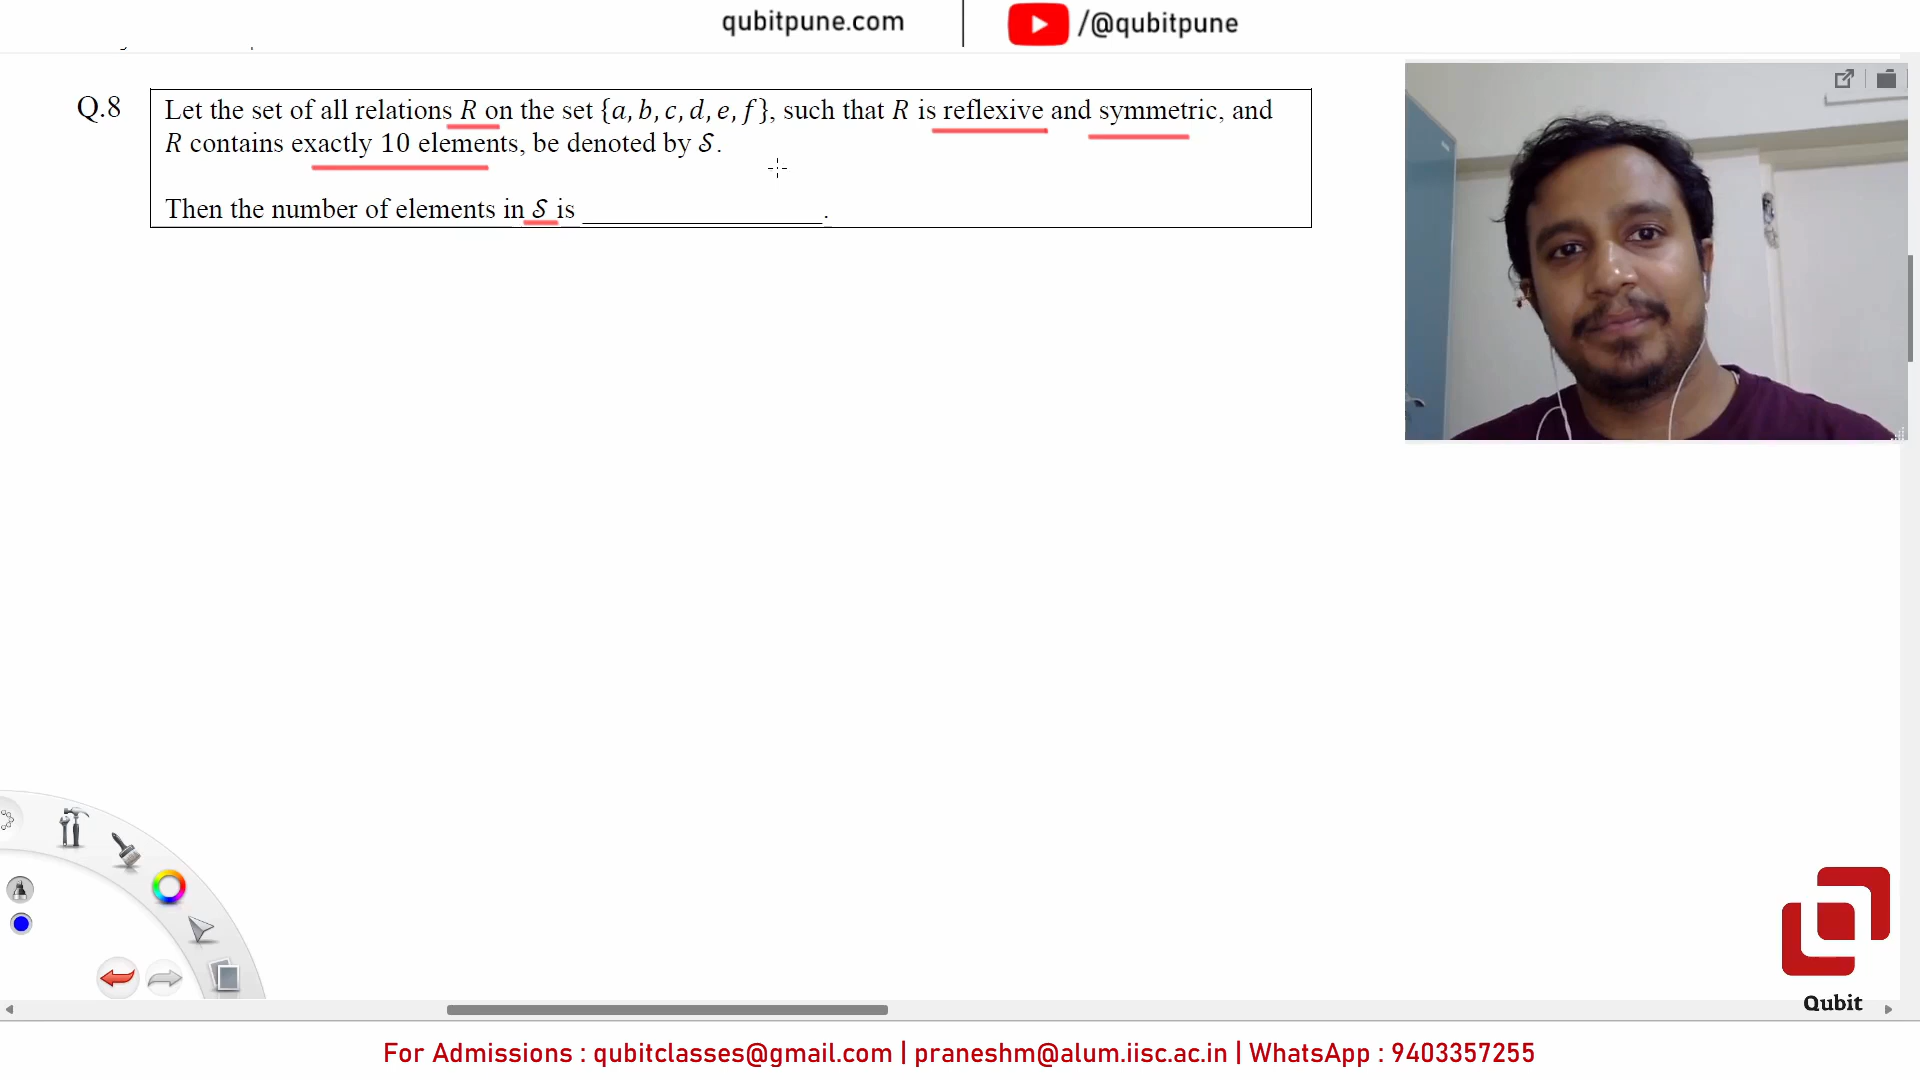 qubitpune.com
/@qubitpune
Q.8
Let the set of all relations R on the set {a, b, c, d, e, f}, such that R is reflexive and symmetric, and
R contains exactly 10 elements, be denoted by 𝒮.
Then the number of elements in 𝒮 is ____________________.
Qubit
For Admissions : qubitclasses@gmail.com | praneshm@alum.iisc.ac.in | WhatsApp : 9403357255